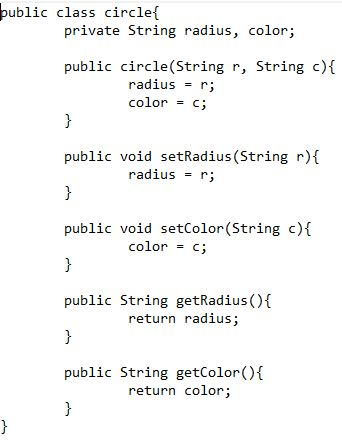 public class circle{
private String radius, color;
public circle(String r, String c){
radius = r;
color = c;
}
public void setRadius(String r){
radius = r;
}
public void setColor(String c){
color = c;
}
public String getRadius(){
return radius;
}
public String getColor(){
return color;
}
}